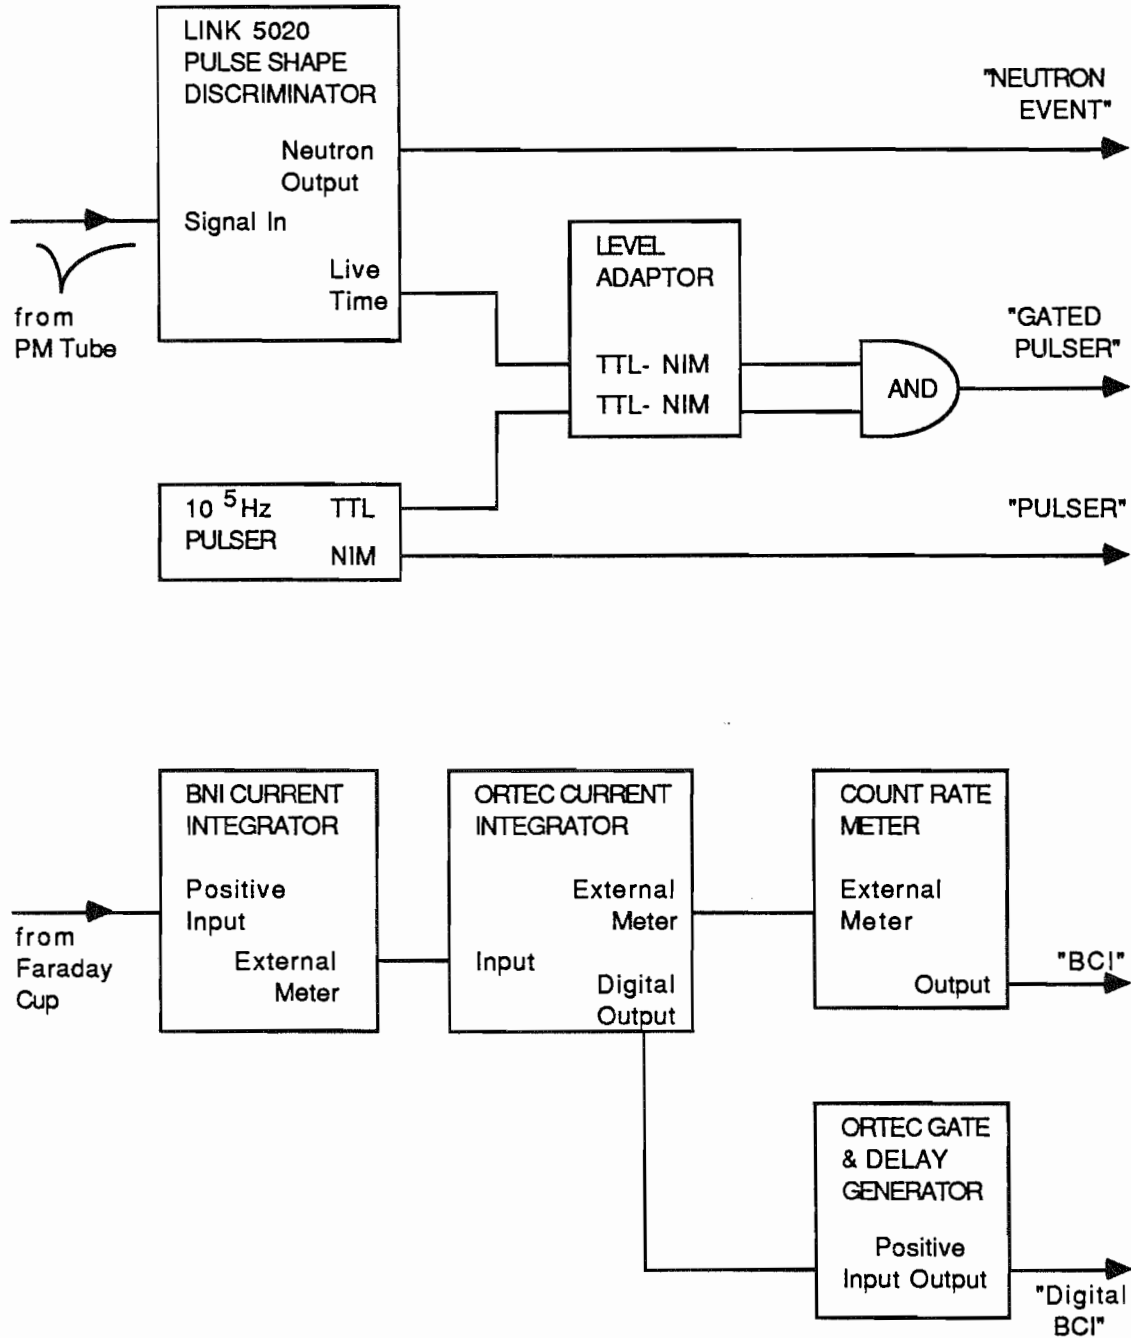 LINK 5020
PULSE SHAPE
DISCRIMINATOR
Neutron
Output
Signal In
Live
Time
from
PM Tube
"NEUTRON
EVENT"
LEVEL
ADAPTOR
TTL- NIM
TTL- NIM
AND
"GATED
PULSER"
10 5 Hz
PULSER
TTL
NIM
"PULSER"
BNI CURRENT
INTEGRATOR
Positive
Input
External
Meter
from
Faraday
Cup
ORTEC CURRENT
INTEGRATOR
External
Meter
Input
Digital
Output
COUNT RATE
METER
External
Meter
Output
"BCI"
ORTEC GATE
& DELAY
GENERATOR
Positive
Input Output
"Digital
BCI"